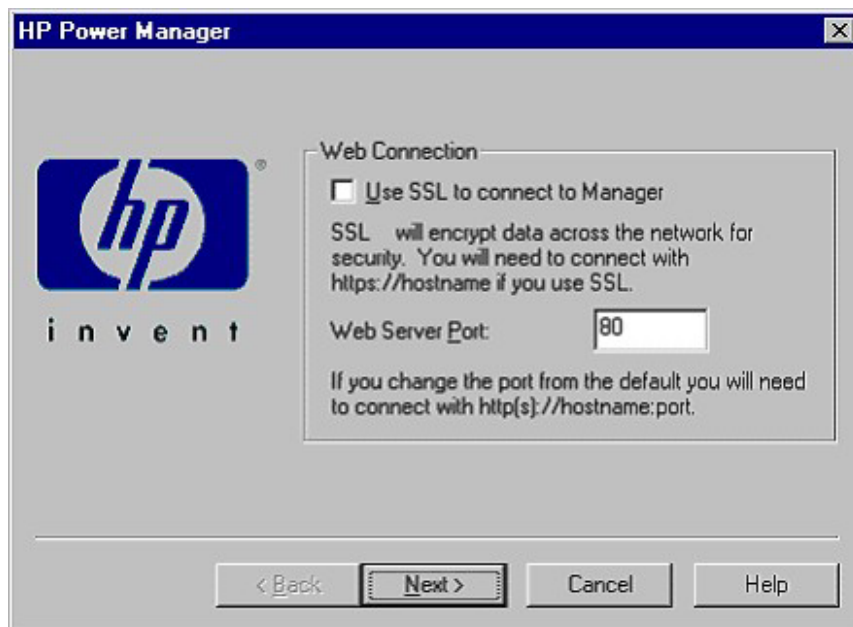 HP Power Manager
hp
®
invent
Web Connection
Use SSL to connect to Manager
SSL will encrypt data across the network for
security. You will need to connect with
https://hostname if you use SSL.
Web Server Port: 80
If you change the port from the default you will need
to connect with http(s)://hostname:port.
< Back
Next >
Cancel
Help